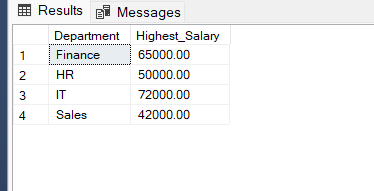 Results Messages
Department Highest_Salary
1 Finance 65000.00
2 HR 50000.00
3 IT 72000.00
4 Sales 42000.00